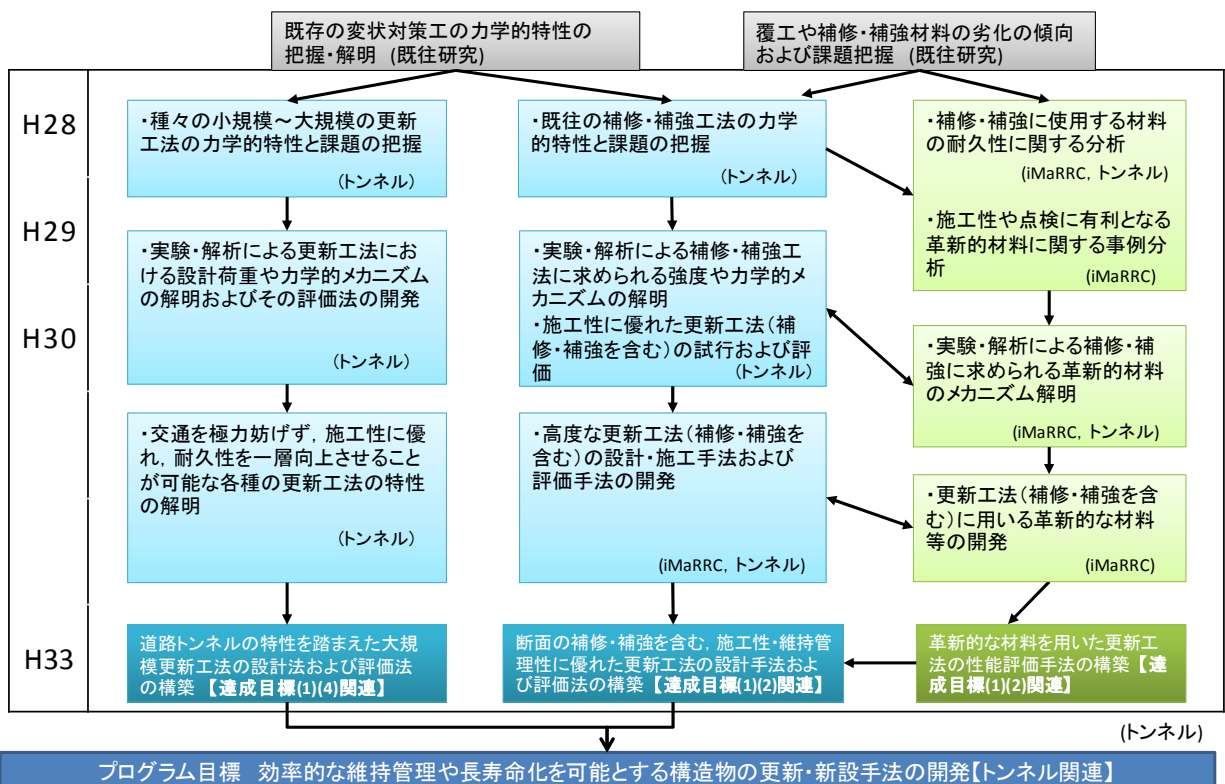 既存の変状対策工の力学的特性の
把握・解明 (既往研究)
覆工や補修・補強材料の劣化の傾向
および課題把握 (既往研究)
H28
・種々の小規模～大規模の更新
工法の力学的特性と課題の把握
(トンネル)
・既往の補修・補強工法の力学
的特性と課題の把握
(トンネル)
・補修・補強に使用する材料
の耐久性に関する分析
(iMaRRC, トンネル)
・施工性や点検に有利となる
革新的材料に関する事例分
析
(iMaRRC)
H29
・実験・解析による更新工法にお
ける設計荷重や力学的メカニズム
の解明およびその評価法の開発
(トンネル)
・実験・解析による補修・補強工
法に求められる強度や力学的メ
カニズムの解明
・施工性に優れた更新工法(補
修・補強を含む)の試行および評
価
(トンネル)
H30
・実験・解析による補修・補
強に求められる革新的材料
のメカニズム解明
(iMaRRC, トンネル)
・交通を極力妨げず，施工性に優
れ，耐久性を一層向上させること
が可能な各種の更新工法の特性
の解明
(トンネル)
・高度な更新工法(補修・補強を
含む)の設計・施工手法および
評価手法の開発
(iMaRRC, トンネル)
・更新工法(補修・補強を含
む)に用いる革新的な材料
等の開発
(iMaRRC)
H33
道路トンネルの特性を踏まえた大規
模更新工法の設計法および評価法
の構築 【達成目標(1)(4)関連】
断面の補修・補強を含む，施工性・維持管
理性に優れた更新工法の設計手法およ
び評価法の構築 【達成目標(1)(2)関連】
革新的な材料を用いた更新工
法の性能評価手法の構築 【達
成目標(1)(2)関連】
(トンネル)
プログラム目標 効率的な維持管理や長寿命化を可能とする構造物の更新・新設手法の開発【トンネル関連】